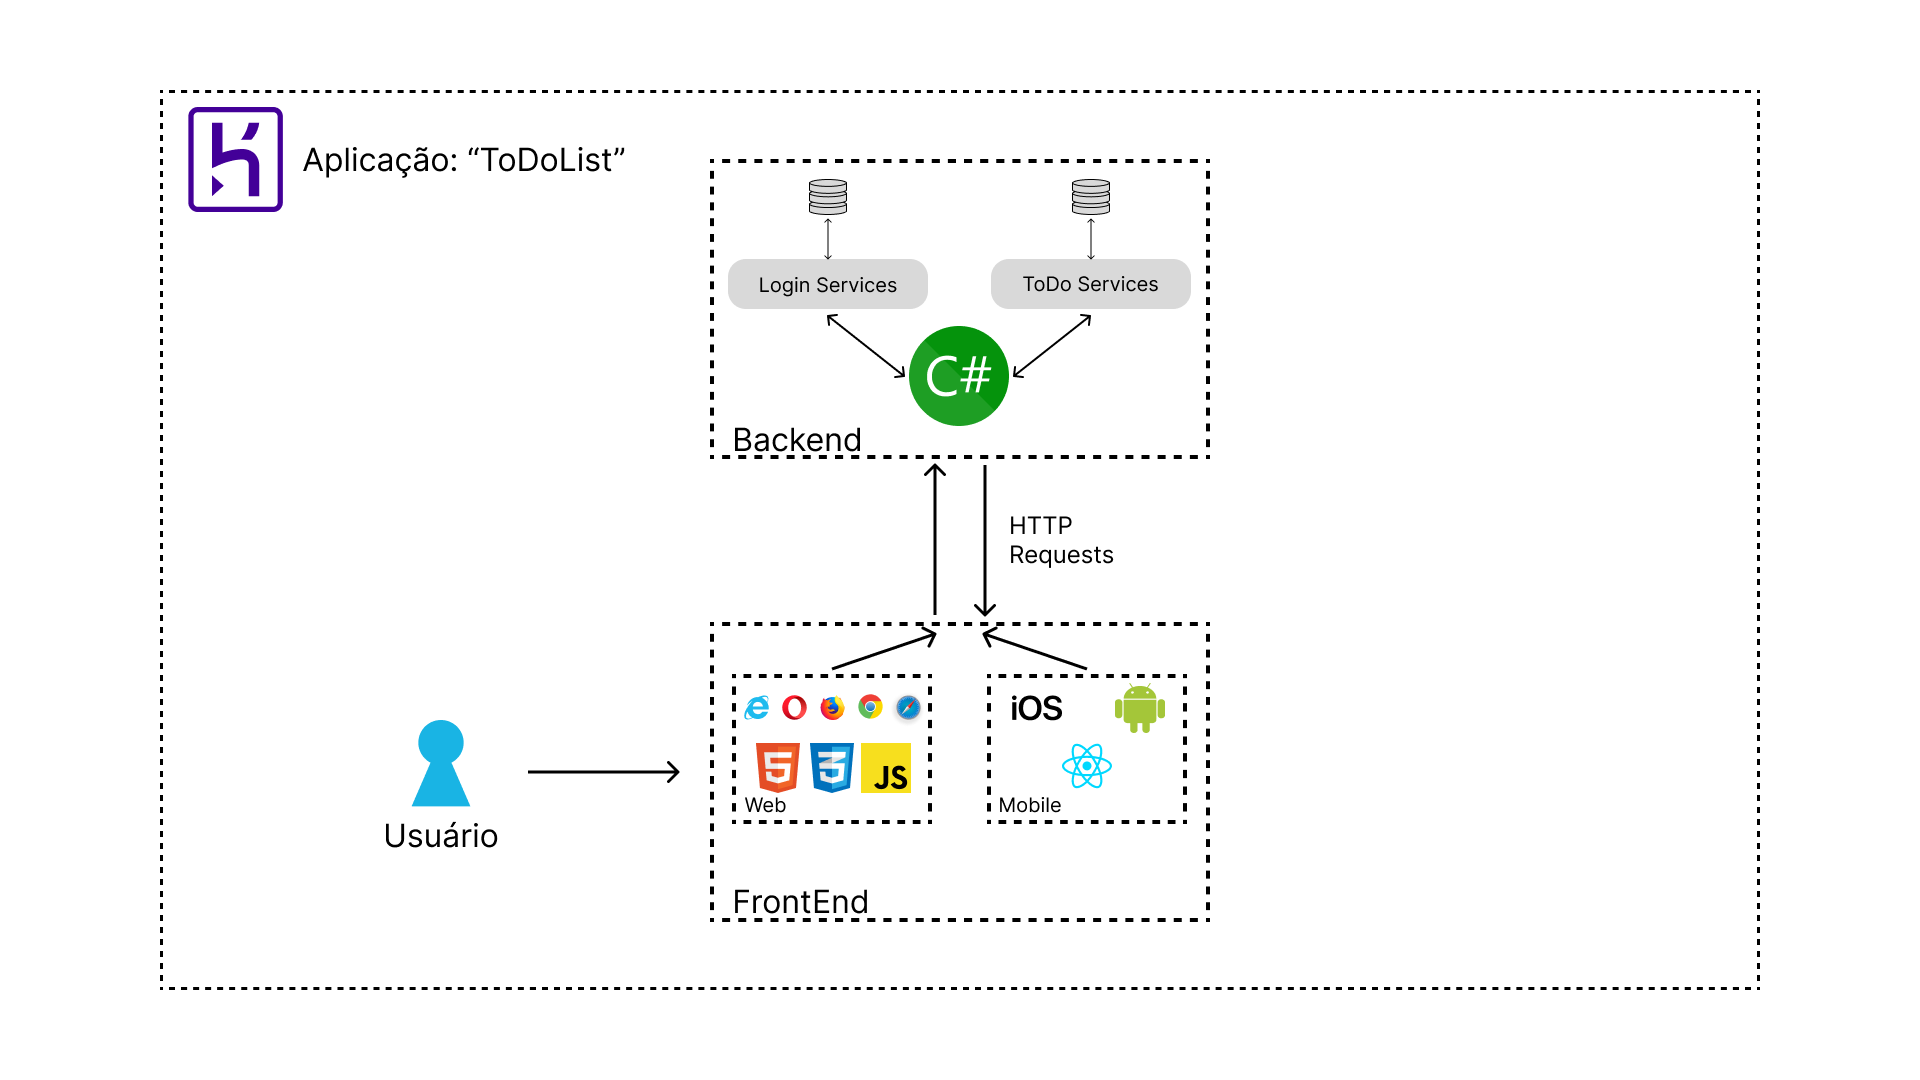 Aplicação: “ToDoList”
Login Services
ToDo Services
C#
Backend
HTTP
Requests
iOS
JS
Web
Mobile
Usuário
FrontEnd